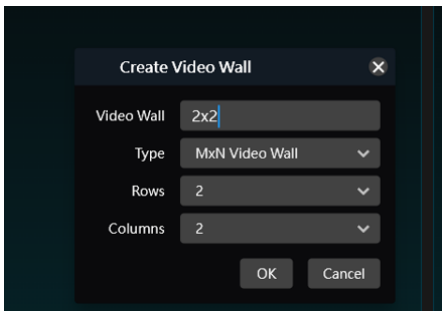 Create Video Wall
Video Wall 2x2
Type MxN Video Wall
Rows 2
Columns 2
OK Cancel